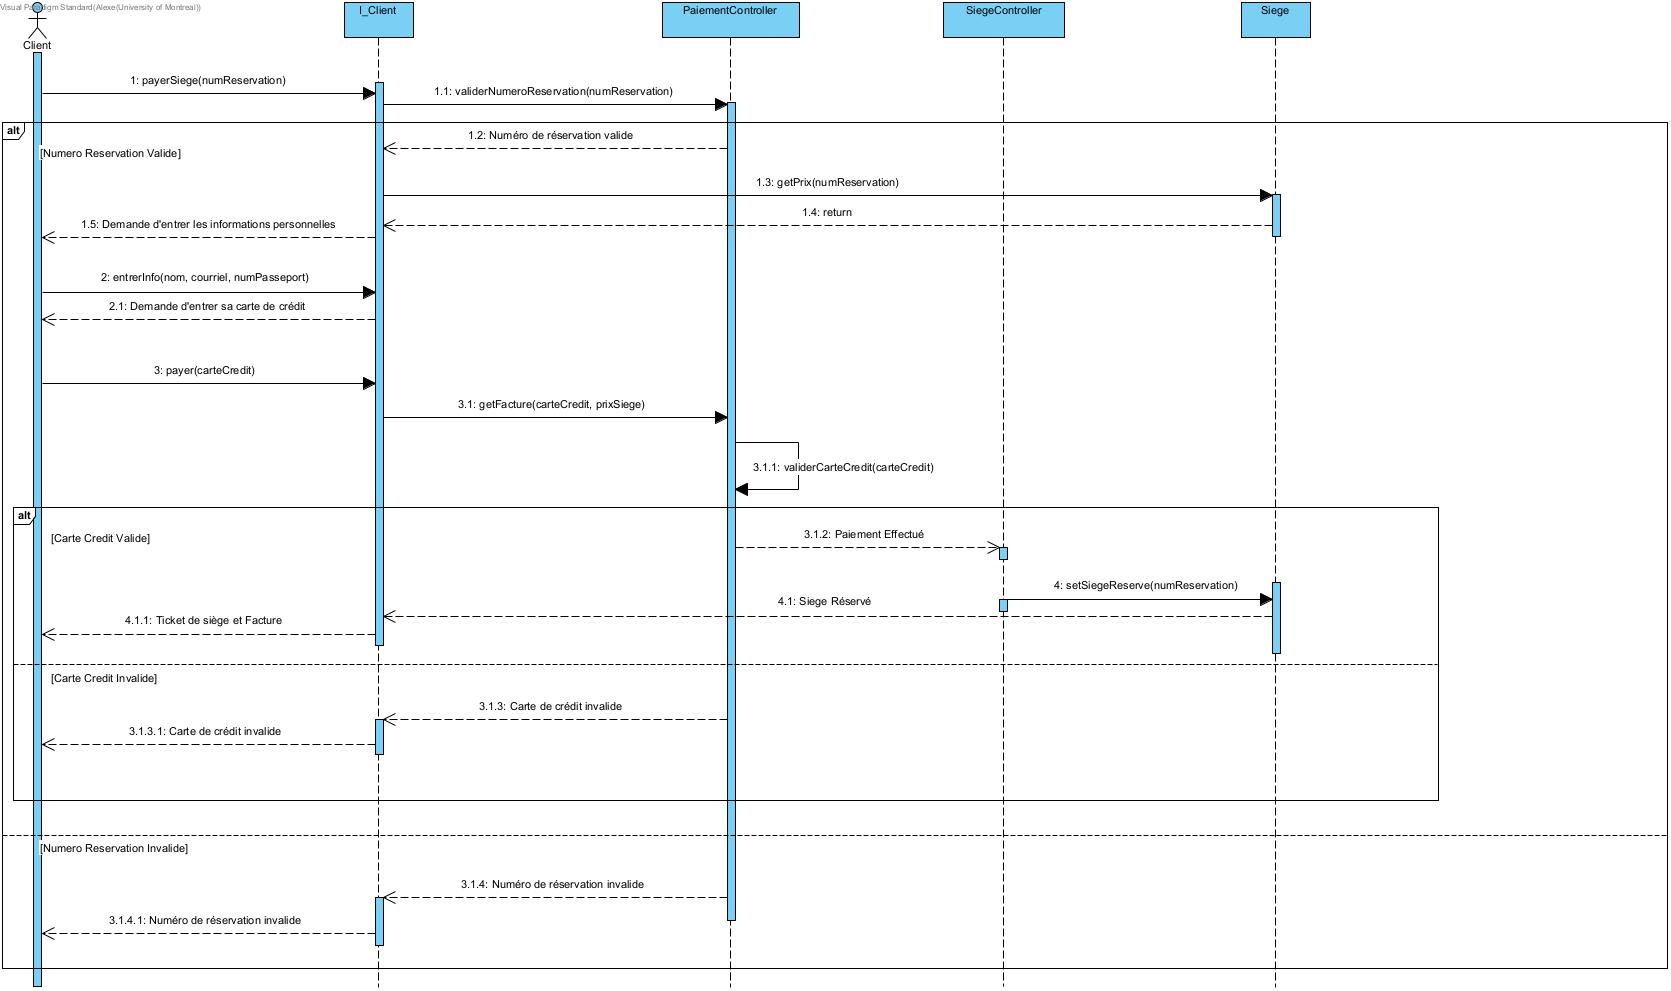 Visual Paradigm Standard(Alexe(University of Montreal))
Client
I_Client
PaiementController
SiegeController
Siege
1: payerSiege(numReservation)
1.1: validerNumeroReservation(numReservation)
alt
1.2: Numéro de réservation valide
[Numero Reservation Valide]
1.3: getPrix(numReservation)
1.4: return
1.5: Demande d'entrer les informations personnelles
2: entrerInfo(nom, courriel, numPasseport)
2.1: Demande d'entrer sa carte de crédit
3: payer(carteCredit)
3.1: getFacture(carteCredit, prixSiege)
3.1.1: validerCarteCredit(carteCredit)
alt
[Carte Credit Valide]
3.1.2: Paiement Effectué
4: setSiegeReserve(numReservation)
4.1: Siege Réservé
4.1.1: Ticket de siège et Facture
[Carte Credit Invalide]
3.1.3: Carte de crédit invalide
3.1.3.1: Carte de crédit invalide
[Numero Reservation Invalide]
3.1.4: Numéro de réservation invalide
3.1.4.1: Numéro de réservation invalide